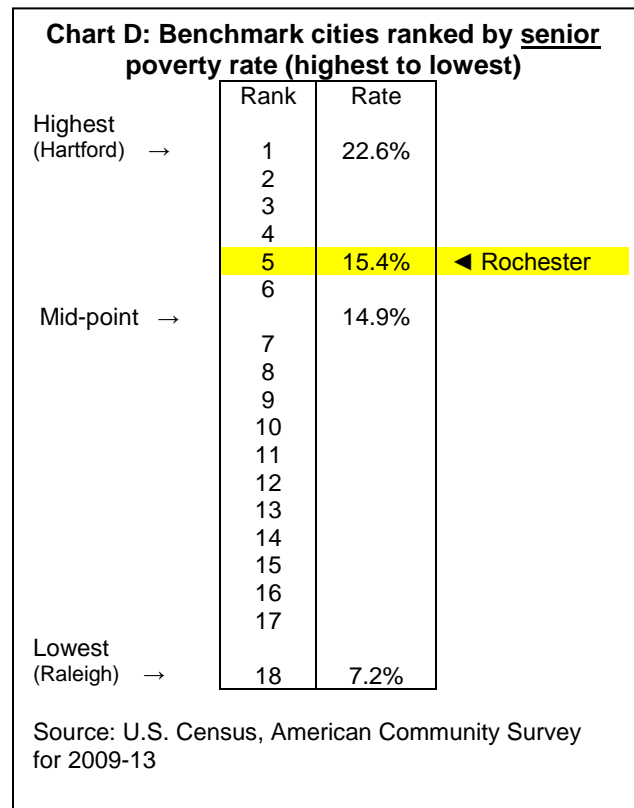 Chart D: Benchmark cities ranked by senior
poverty rate (highest to lowest)
Rank Rate
Highest
(Hartford) → 1 22.6%
2
3
4
5 15.4% ◄ Rochester
6
Mid-point → 14.9%
7
8
9
10
11
12
13
14
15
16
17
Lowest
(Raleigh) → 18 7.2%
Source: U.S. Census, American Community Survey
for 2009-13